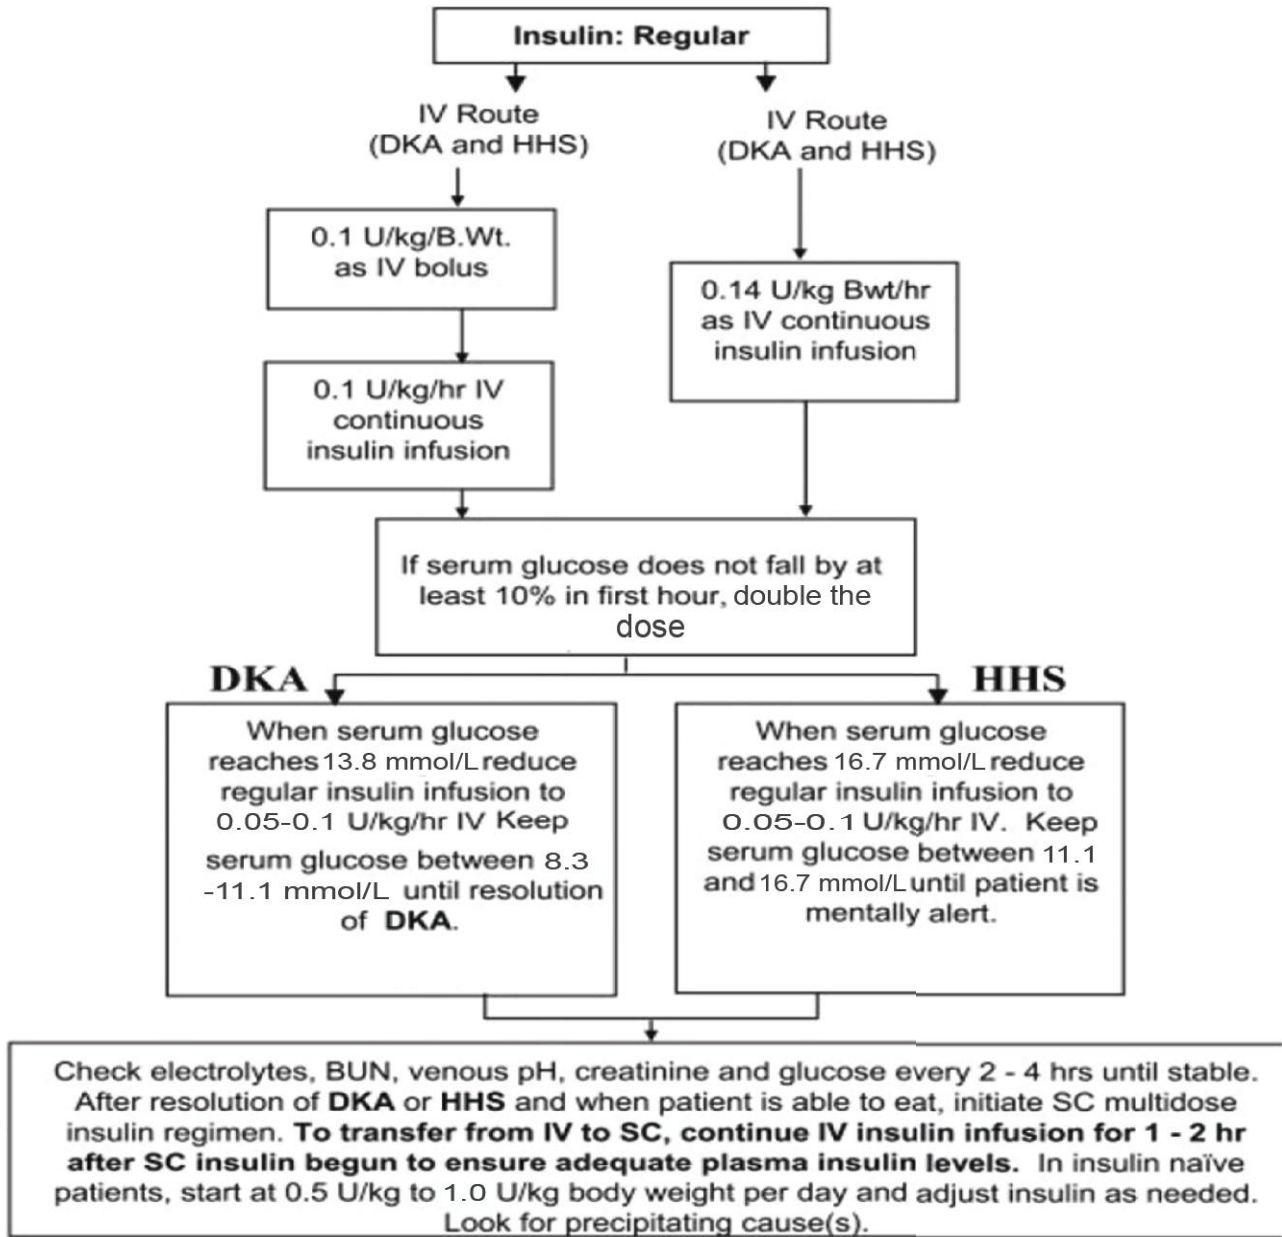 Insulin: Regular
IV Route
(DKA and HHS)
IV Route
(DKA and HHS)
0.1 U/kg/B.Wt.
as IV bolus
0.14 U/kg Bwt/hr
as IV continuous
insulin infusion
0.1 U/kg/hr IV
continuous
insulin infusion
If serum glucose does not fall by at
least 10% in first hour, double the
dose
DKA
HHS
When serum glucose
reaches 13.8 mmol/L reduce
regular insulin infusion to
0.05-0.1 U/kg/hr IV Keep
serum glucose between 8.3
-11.1 mmol/L until resolution
of DKA.
When serum glucose
reaches 16.7 mmol/L reduce
regular insulin infusion to
0.05-0.1 U/kg/hr IV. Keep
serum glucose between 11.1
and 16.7 mmol/L until patient is
mentally alert.
Check electrolytes, BUN, venous pH, creatinine and glucose every 2 - 4 hrs until stable.
After resolution of DKA or HHS and when patient is able to eat, initiate SC multidose
insulin regimen. To transfer from IV to SC, continue IV insulin infusion for 1 - 2 hr
after SC insulin begun to ensure adequate plasma insulin levels. In insulin naïve
patients, start at 0.5 U/kg to 1.0 U/kg body weight per day and adjust insulin as needed.
Look for precipitating cause(s).